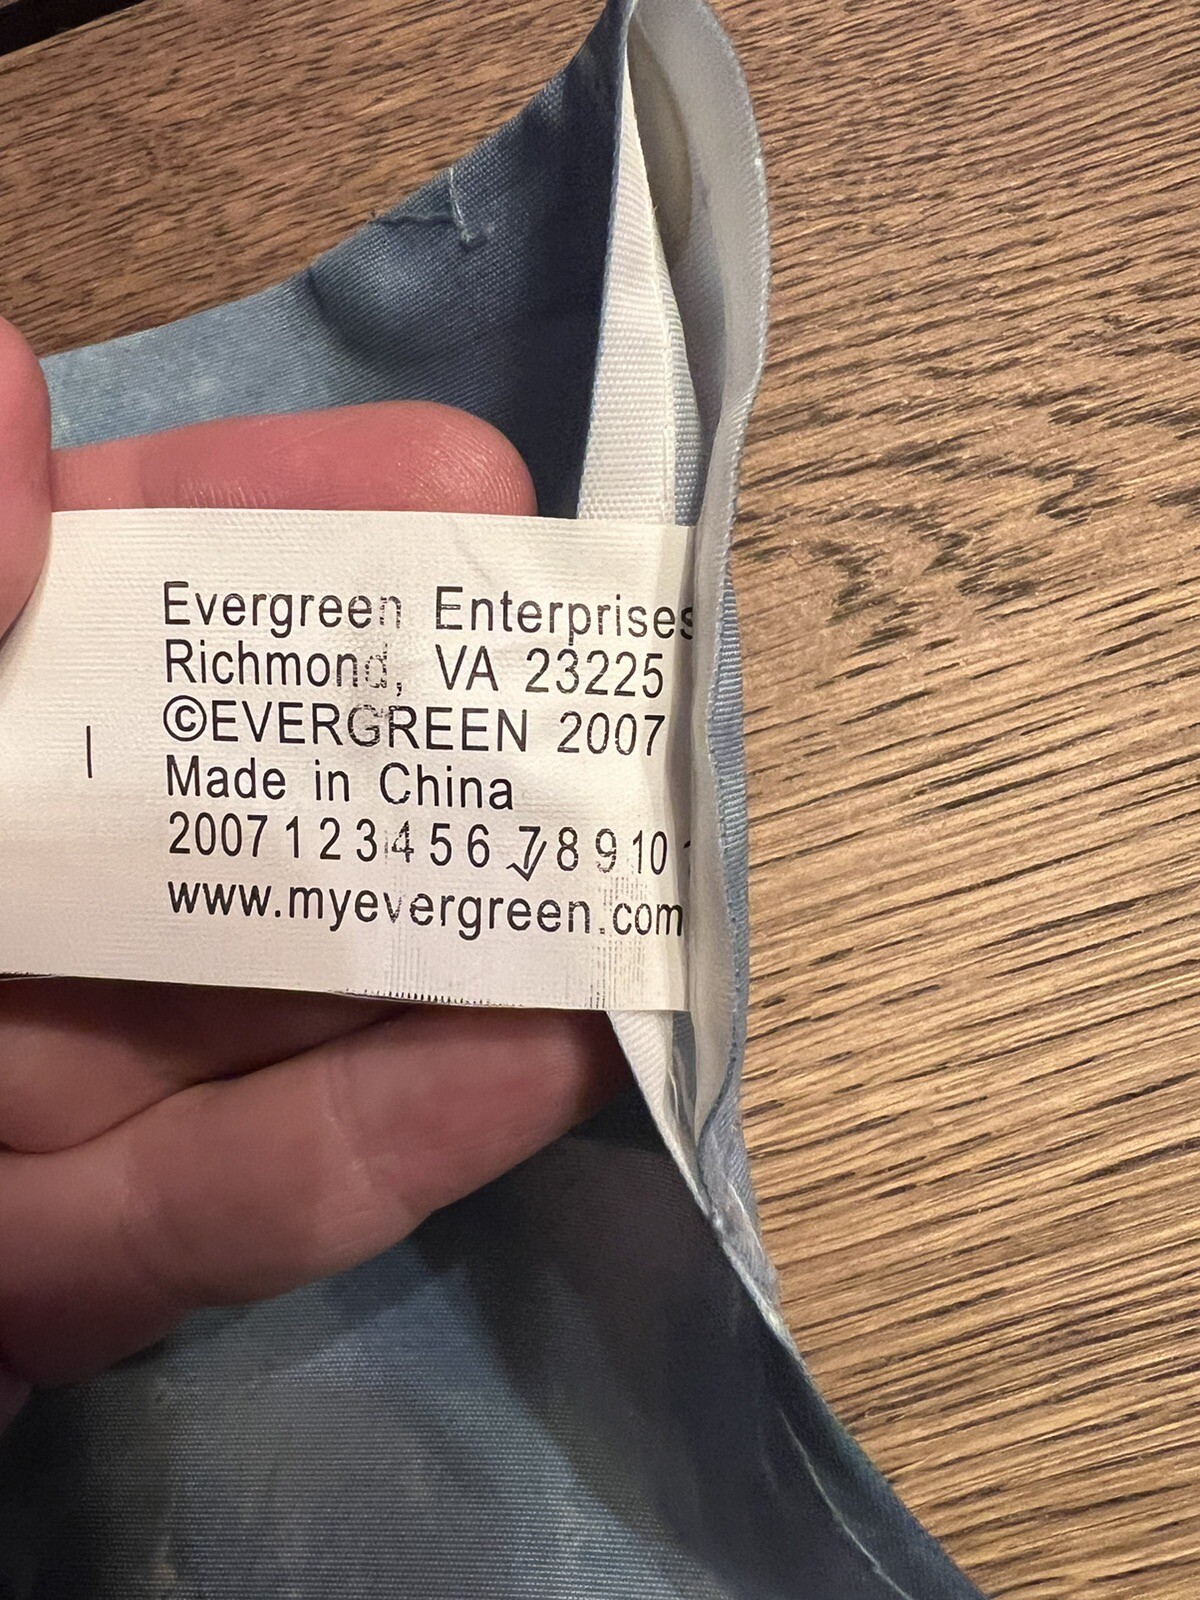 Evergreen Enterprises
Richmond, VA 23225
©EVERGREEN 2007
Made in China
2007 1 2 3 4 5 6 7 8 9 10
www.myevergreen.com